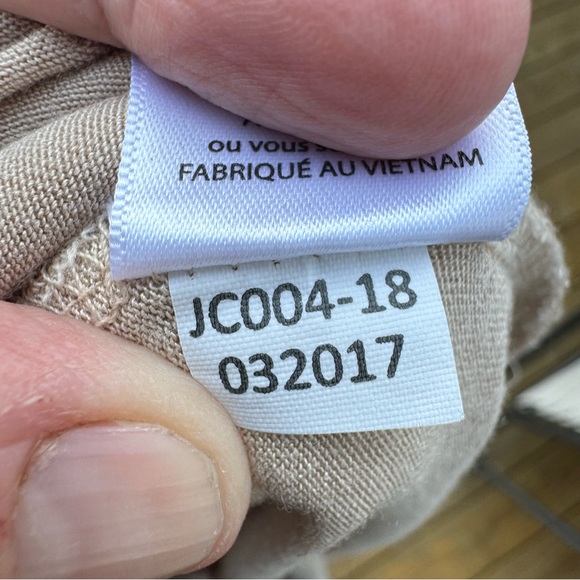 ou vous
FABRIQUÉ AU VIETNAM
JC004-18
032017